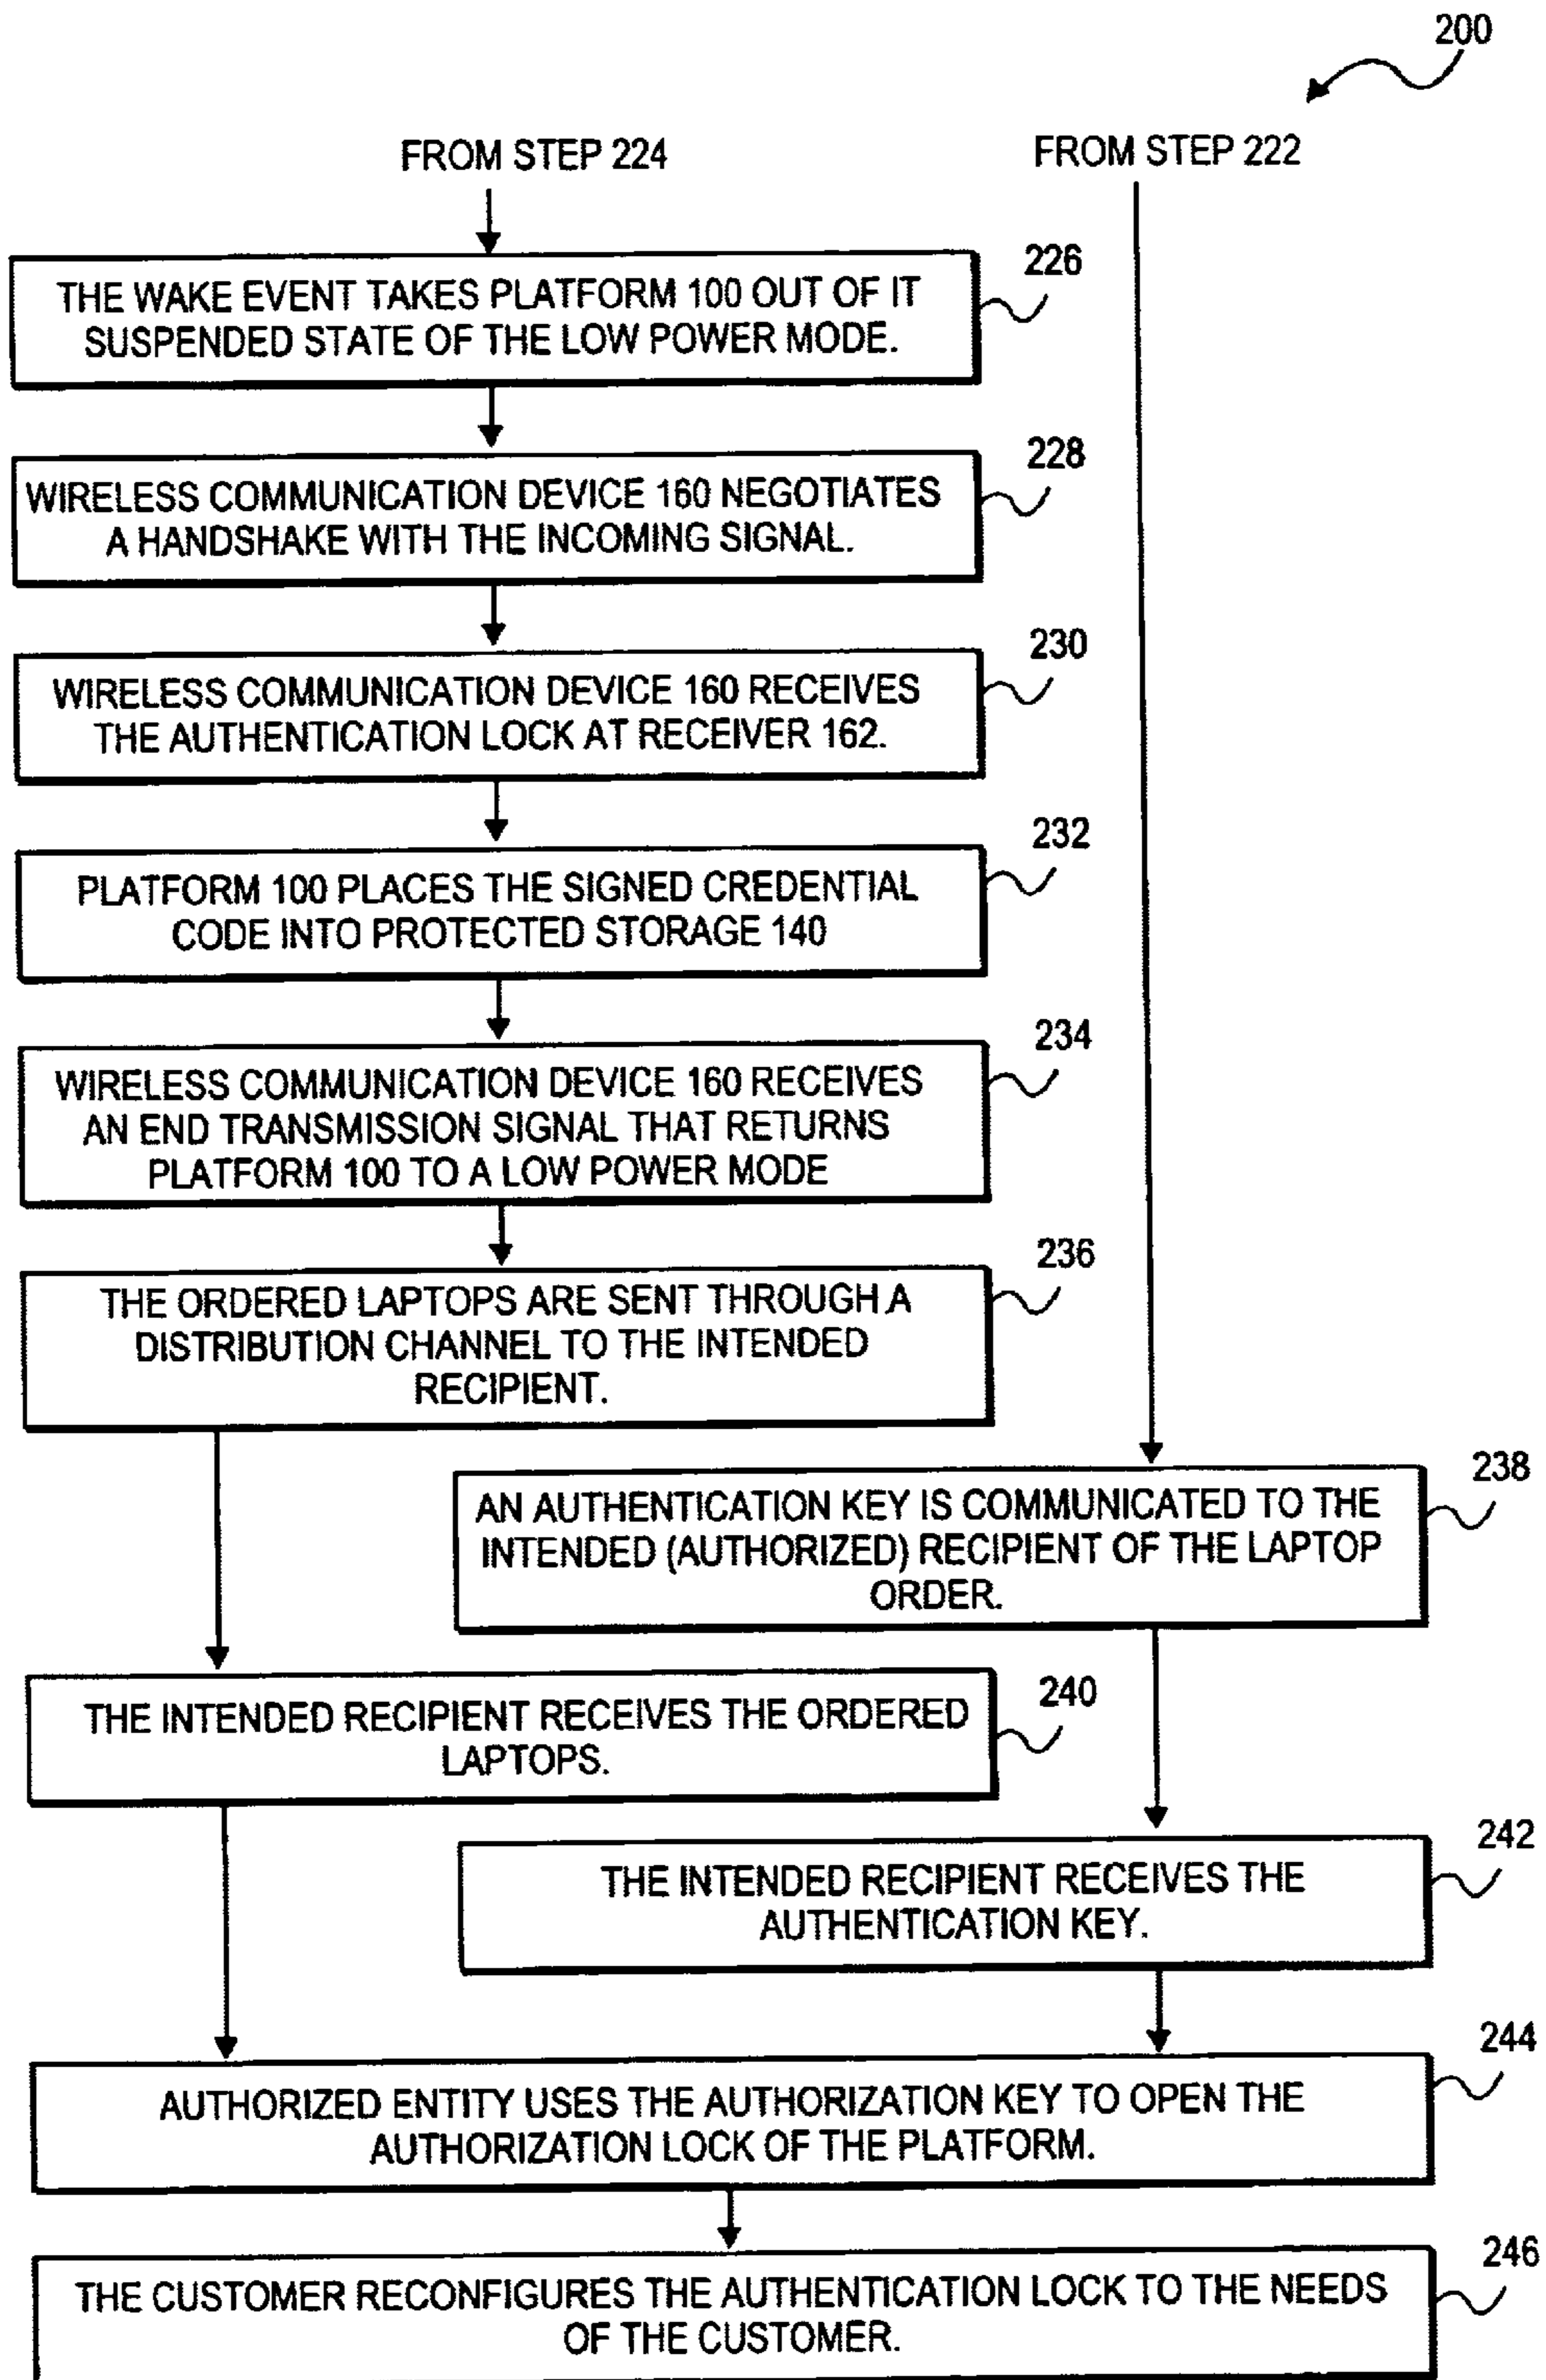 200
FROM STEP 224
FROM STEP 222
226
THE WAKE EVENT TAKES PLATFORM 100 OUT OF IT
SUSPENDED STATE OF THE LOW POWER MODE.
228
WIRELESS COMMUNICATION DEVICE 160 NEGOTIATES
A HANDSHAKE WITH THE INCOMING SIGNAL.
230
WIRELESS COMMUNICATION DEVICE 160 RECEIVES
THE AUTHENTICATION LOCK AT RECEIVER 162.
232
PLATFORM 100 PLACES THE SIGNED CREDENTIAL
CODE INTO PROTECTED STORAGE 140
234
WIRELESS COMMUNICATION DEVICE 160 RECEIVES
AN END TRANSMISSION SIGNAL THAT RETURNS
PLATFORM 100 TO A LOW POWER MODE
236
THE ORDERED LAPTOPS ARE SENT THROUGH A
DISTRIBUTION CHANNEL TO THE INTENDED
RECIPIENT.
238
AN AUTHENTICATION KEY IS COMMUNICATED TO THE
INTENDED (AUTHORIZED) RECIPIENT OF THE LAPTOP
ORDER.
240
THE INTENDED RECIPIENT RECEIVES THE ORDERED
LAPTOPS.
242
THE INTENDED RECIPIENT RECEIVES THE
AUTHENTICATION KEY.
244
AUTHORIZED ENTITY USES THE AUTHORIZATION KEY TO OPEN THE
AUTHORIZATION LOCK OF THE PLATFORM.
246
THE CUSTOMER RECONFIGURES THE AUTHENTICATION LOCK TO THE NEEDS
OF THE CUSTOMER.